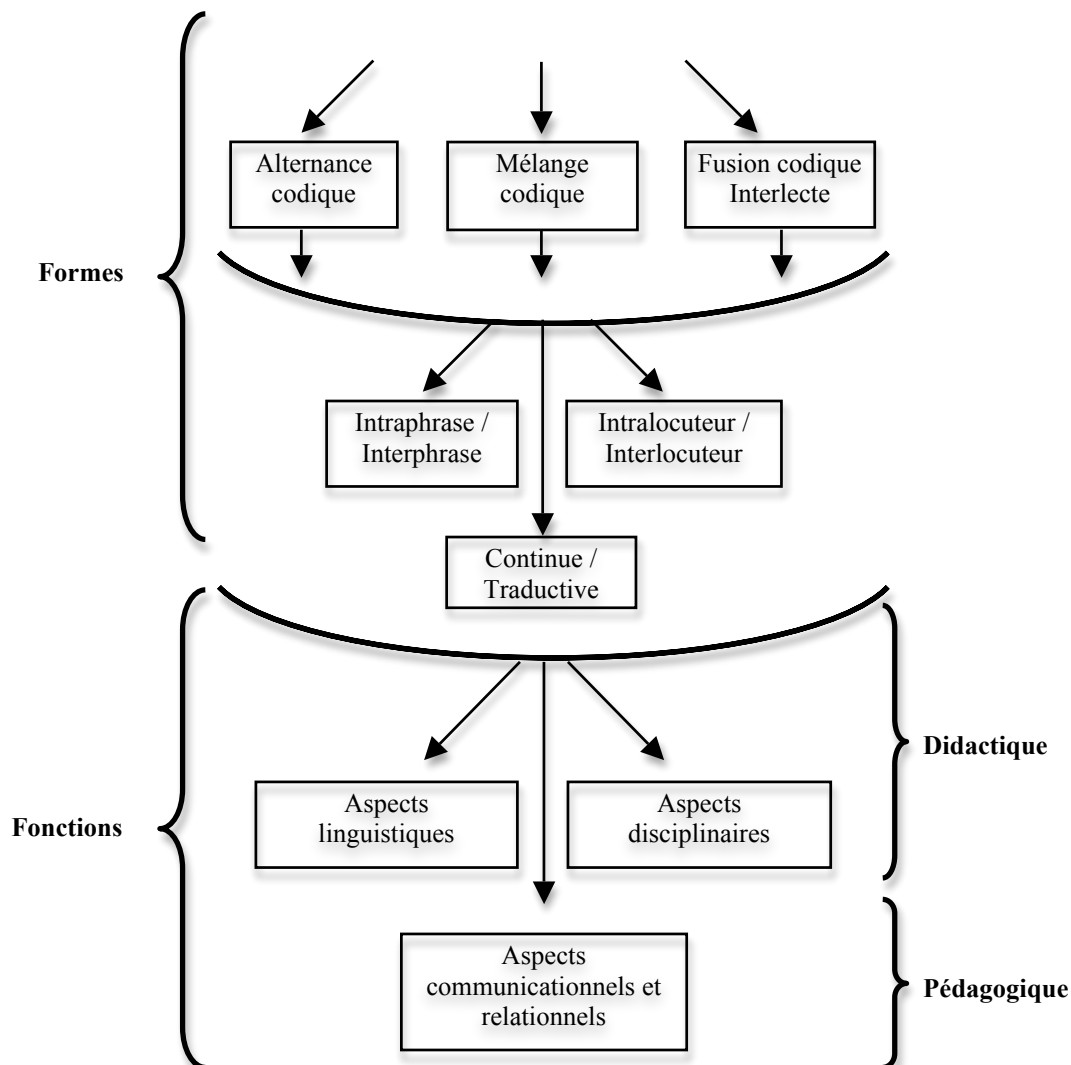 Alternance
codique
Mélange
codique
Fusion codique
Interlecte
Formes
Intraphrase /
Interphrase
Intralocuteur /
Interlocuteur
Continue /
Traductive
Didactique
Aspects
linguistiques
Aspects
disciplinaires
Fonctions
Aspects
communicationnels et
relationnels
Pédagogique